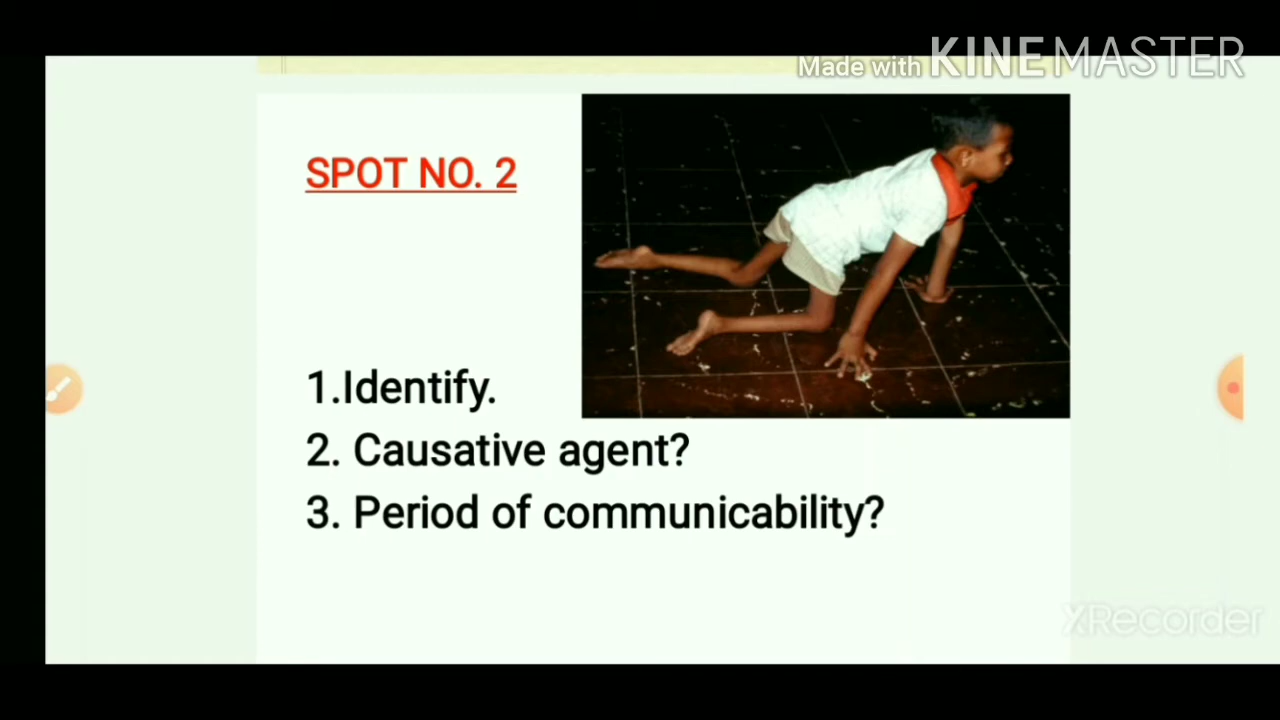 Made with KINEMASTER
SPOT NO. 2
1.Identify.
2. Causative agent?
3. Period of communicability?
XRecorder